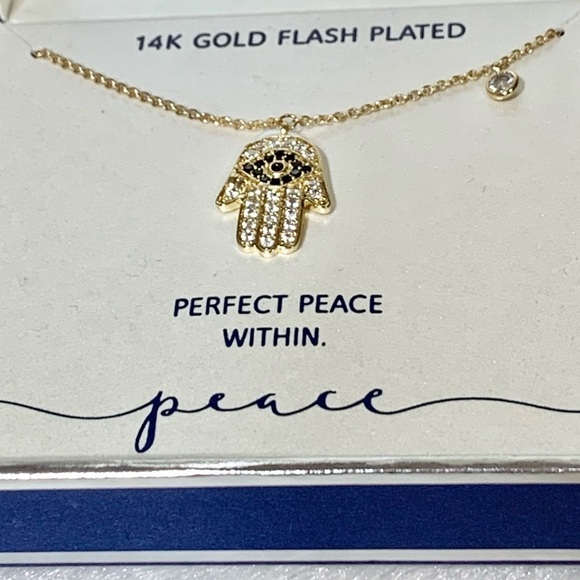 14K GOLD FLASH PLATED
PERFECT PEACE
WITHIN.
peace